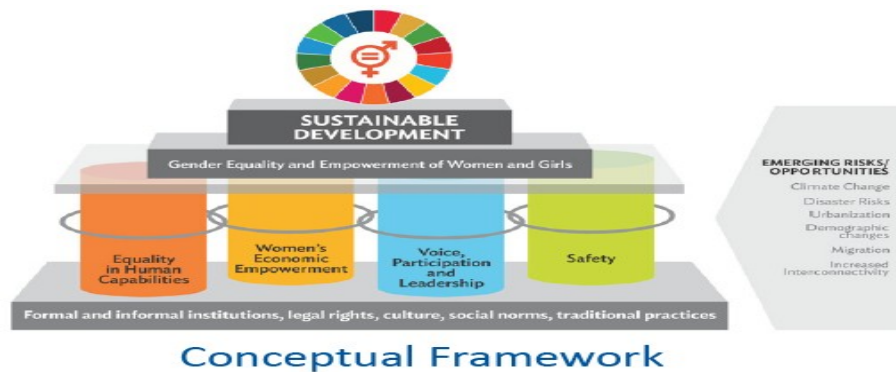 SUSTAINABLE
DEVELOPMENT
Gender Equality and Empowerment of Women and Girls
Equality
in Human
Capabilities
Women's
Economic
Empowerment
Voice,
Participation
and
Leadership
Safety
Formal and informal institutions, legal rights, culture, social norms, traditional practices
EMERGING RISKS/
OPPORTUNITIES
Climate Change
Disaster Risks
Urbanization
Demographic
changes
Migration
Increased
Interconnectivity
Conceptual Framework